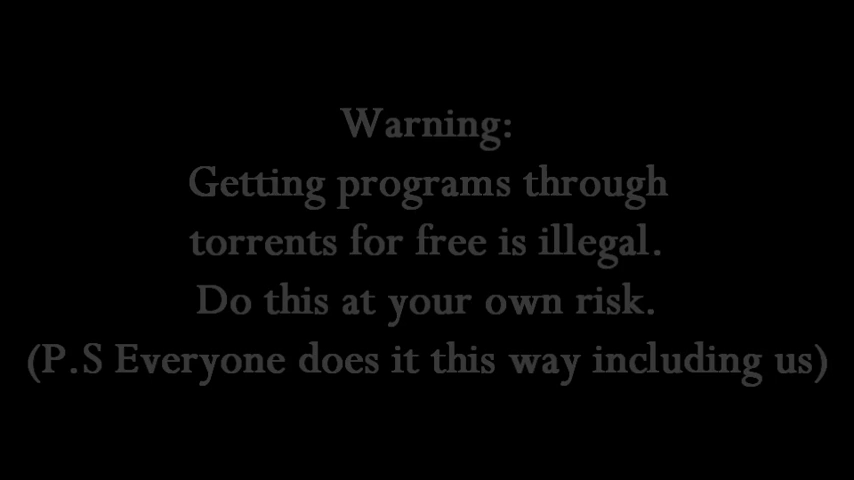 Warning:
Getting programs through
torrents for free is illegal.
Do this at your own risk.
(P.S Everyone does it this way including us)